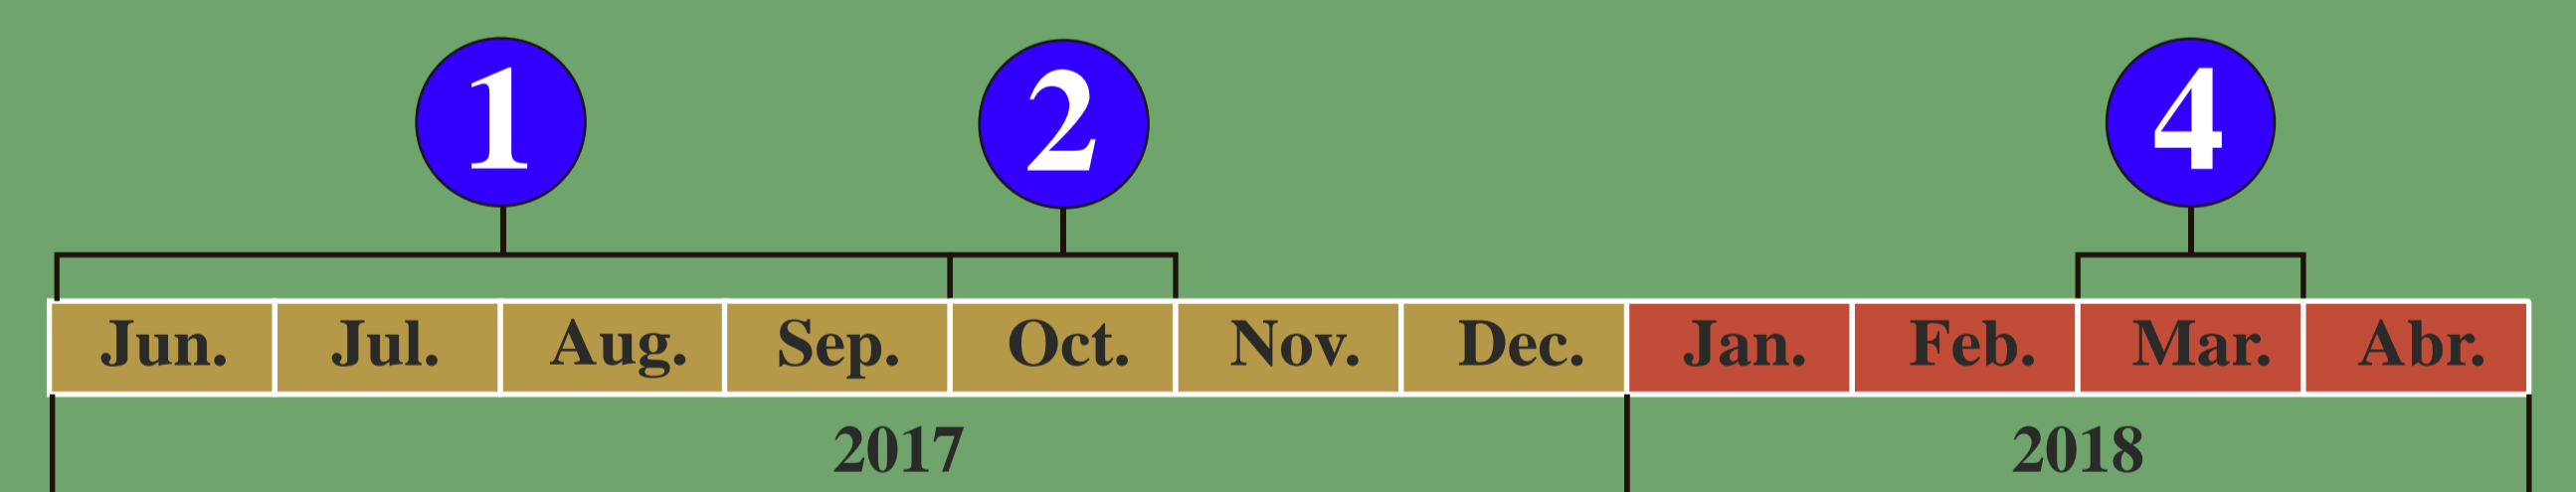 1 2 4
Jun. Jul. Aug. Sep. Oct. Nov. Dec. Jan. Feb. Mar. Abr.
2017 2018